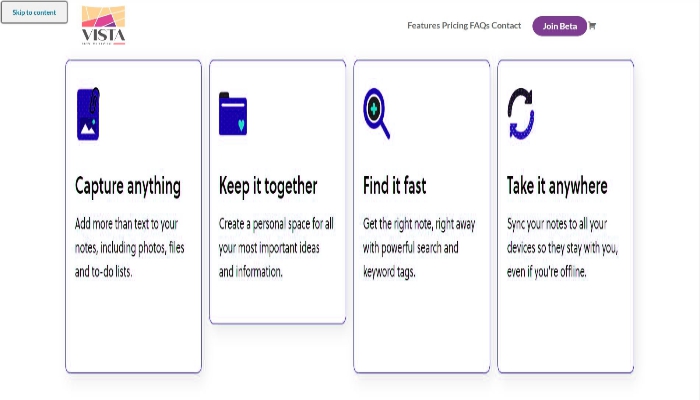 Skip to content
VISTA
Features Pricing FAQs Contact
Join Beta
Capture anything
Add more than text to your
notes, including photos, files
and to-do lists.
Keep it together
Create a personal space for all
your most important ideas
and information.
Find it fast
Get the right note, right away
with powerful search and
keyword tags.
Take it anywhere
Sync your notes to all your
devices so they stay with you,
even if you're offline.